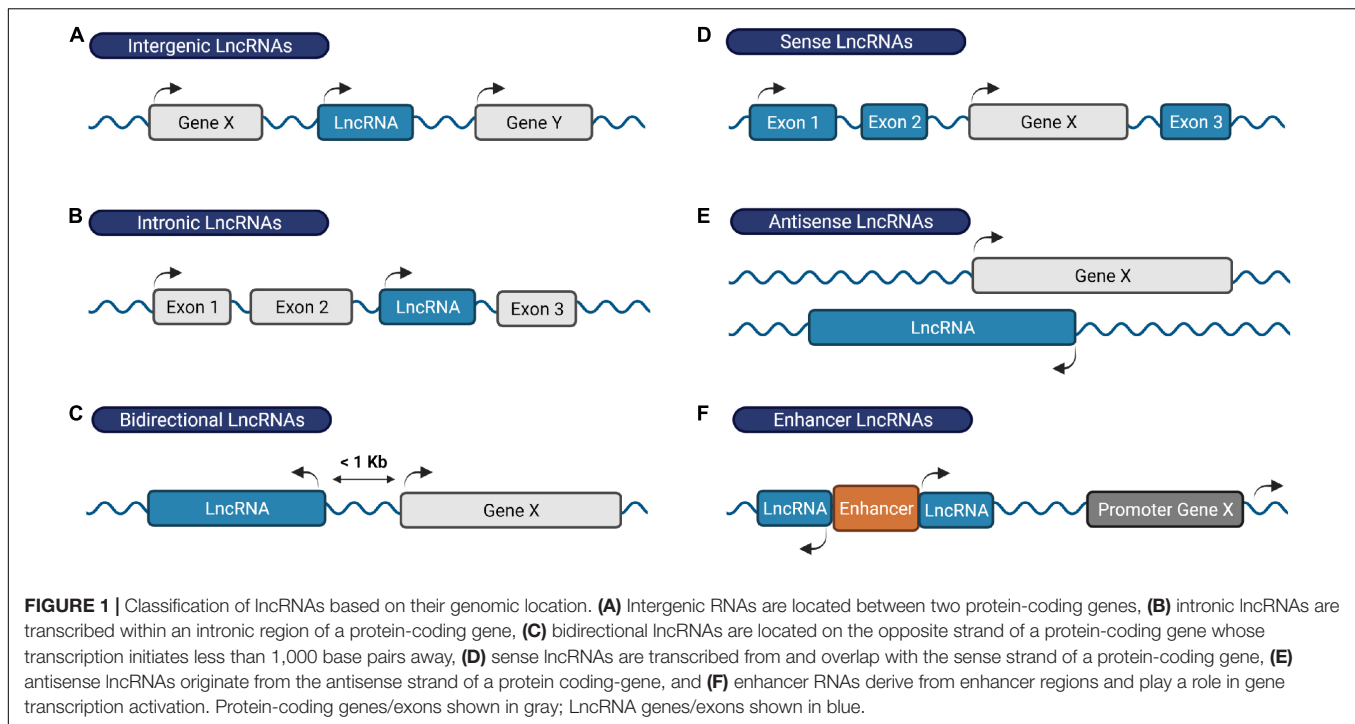 A Intergenic LncRNAs
Gene X LncRNA Gene Y
B Intronic LncRNAs
Exon 1 Exon 2 LncRNA Exon 3
C Bidirectional LncRNAs
< 1 Kb
LncRNA Gene X
D Sense LncRNAs
Exon 1 Exon 2 Gene X Exon 3
E Antisense LncRNAs
Gene X
LncRNA
F Enhancer LncRNAs
LncRNA Enhancer LncRNA Promoter Gene X
FIGURE 1 | Classification of lncRNAs based on their genomic location. (A) Intergenic RNAs are located between two protein-coding genes, (B) intronic lncRNAs are
transcribed within an intronic region of a protein-coding gene, (C) bidirectional lncRNAs are located on the opposite strand of a protein-coding gene whose
transcription initiates less than 1,000 base pairs away, (D) sense lncRNAs are transcribed from and overlap with the sense strand of a protein-coding gene, (E)
antisense lncRNAs originate from the antisense strand of a protein coding-gene, and (F) enhancer RNAs derive from enhancer regions and play a role in gene
transcription activation. Protein-coding genes/exons shown in gray; LncRNA genes/exons shown in blue.